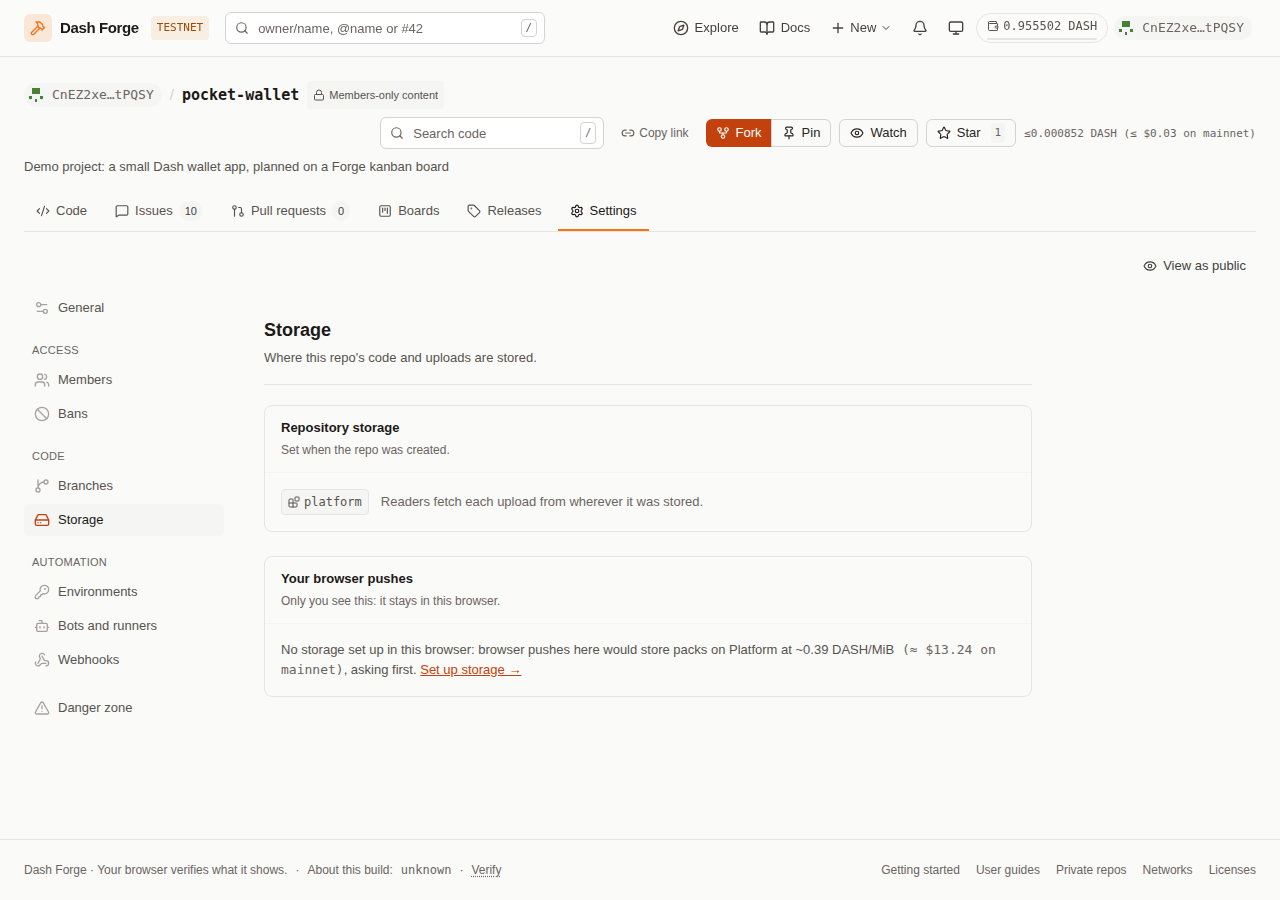 Dash Forge TESTNET owner/name, @name or #42 / Explore Docs New 0.955502 DASH CnEZ2xe…tPQSY
CnEZ2xe…tPQSY / pocket-wallet Members-only content
Search code / Copy link Fork Pin Watch Star 1 ≤0.000852 DASH (≤ $0.03 on mainnet)
Demo project: a small Dash wallet app, planned on a Forge kanban board
Code Issues 10 Pull requests 0 Boards Releases Settings
View as public
General
ACCESS
Members
Bans
CODE
Branches
Storage
AUTOMATION
Environments
Bots and runners
Webhooks
Danger zone
Storage
Where this repo's code and uploads are stored.
Repository storage
Set when the repo was created.
platform Readers fetch each upload from wherever it was stored.
Your browser pushes
Only you see this: it stays in this browser.
No storage set up in this browser: browser pushes here would store packs on Platform at ~0.39 DASH/MiB (≈ $13.24 on
mainnet), asking first. Set up storage →
Dash Forge · Your browser verifies what it shows. · About this build: unknown · Verify
Getting started User guides Private repos Networks Licenses